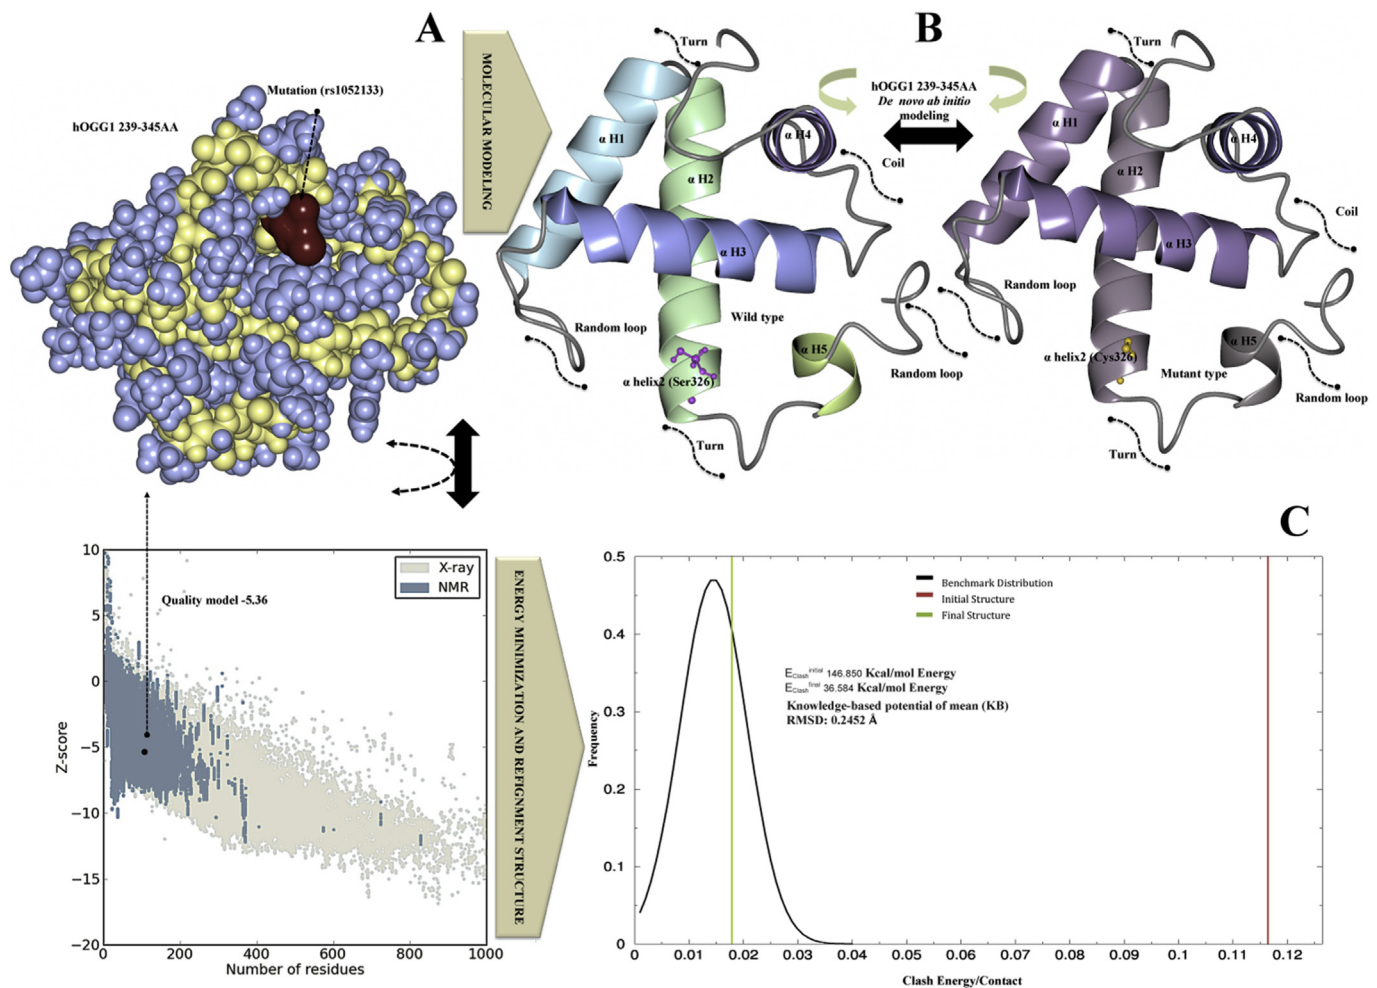 A
B
Mutation (rs1052133)
hOGG1 239-345AA
MOLECULAR MODELING
Turn
α H1
α H2
α H4
Coil
α H3
Random loop
Wild type
α H5
α helix2 (Ser326)
Random loop
Turn
hOGG1 239-345AA
De novo ab initio
modeling
Turn
α H1
α H2
α H4
Coil
α H3
Random loop
α helix2 (Cys326)
α H5
Mutant type
Random loop
Turn
C
10
5
0
−5
−10
−15
−20
Z-score
X-ray
NMR
Quality model -5.36
0
200
400
600
800
1000
Number of residues
ENERGY MINIMIZATION AND REFIGNMENT STRUCTURE
0.5
0.4
0.3
0.2
0.1
0
Frequency
Benchmark Distribution
Initial Structure
Final Structure
EClash initial 146.850 Kcal/mol Energy
EClash final 36.584 Kcal/mol Energy
Knowledge-based potential of mean (KB)
RMSD: 0.2452 Å
0
0.01
0.02
0.03
0.04
0.05
0.06
0.07
0.08
0.09
0.1
0.11
0.12
Clash Energy/Contact